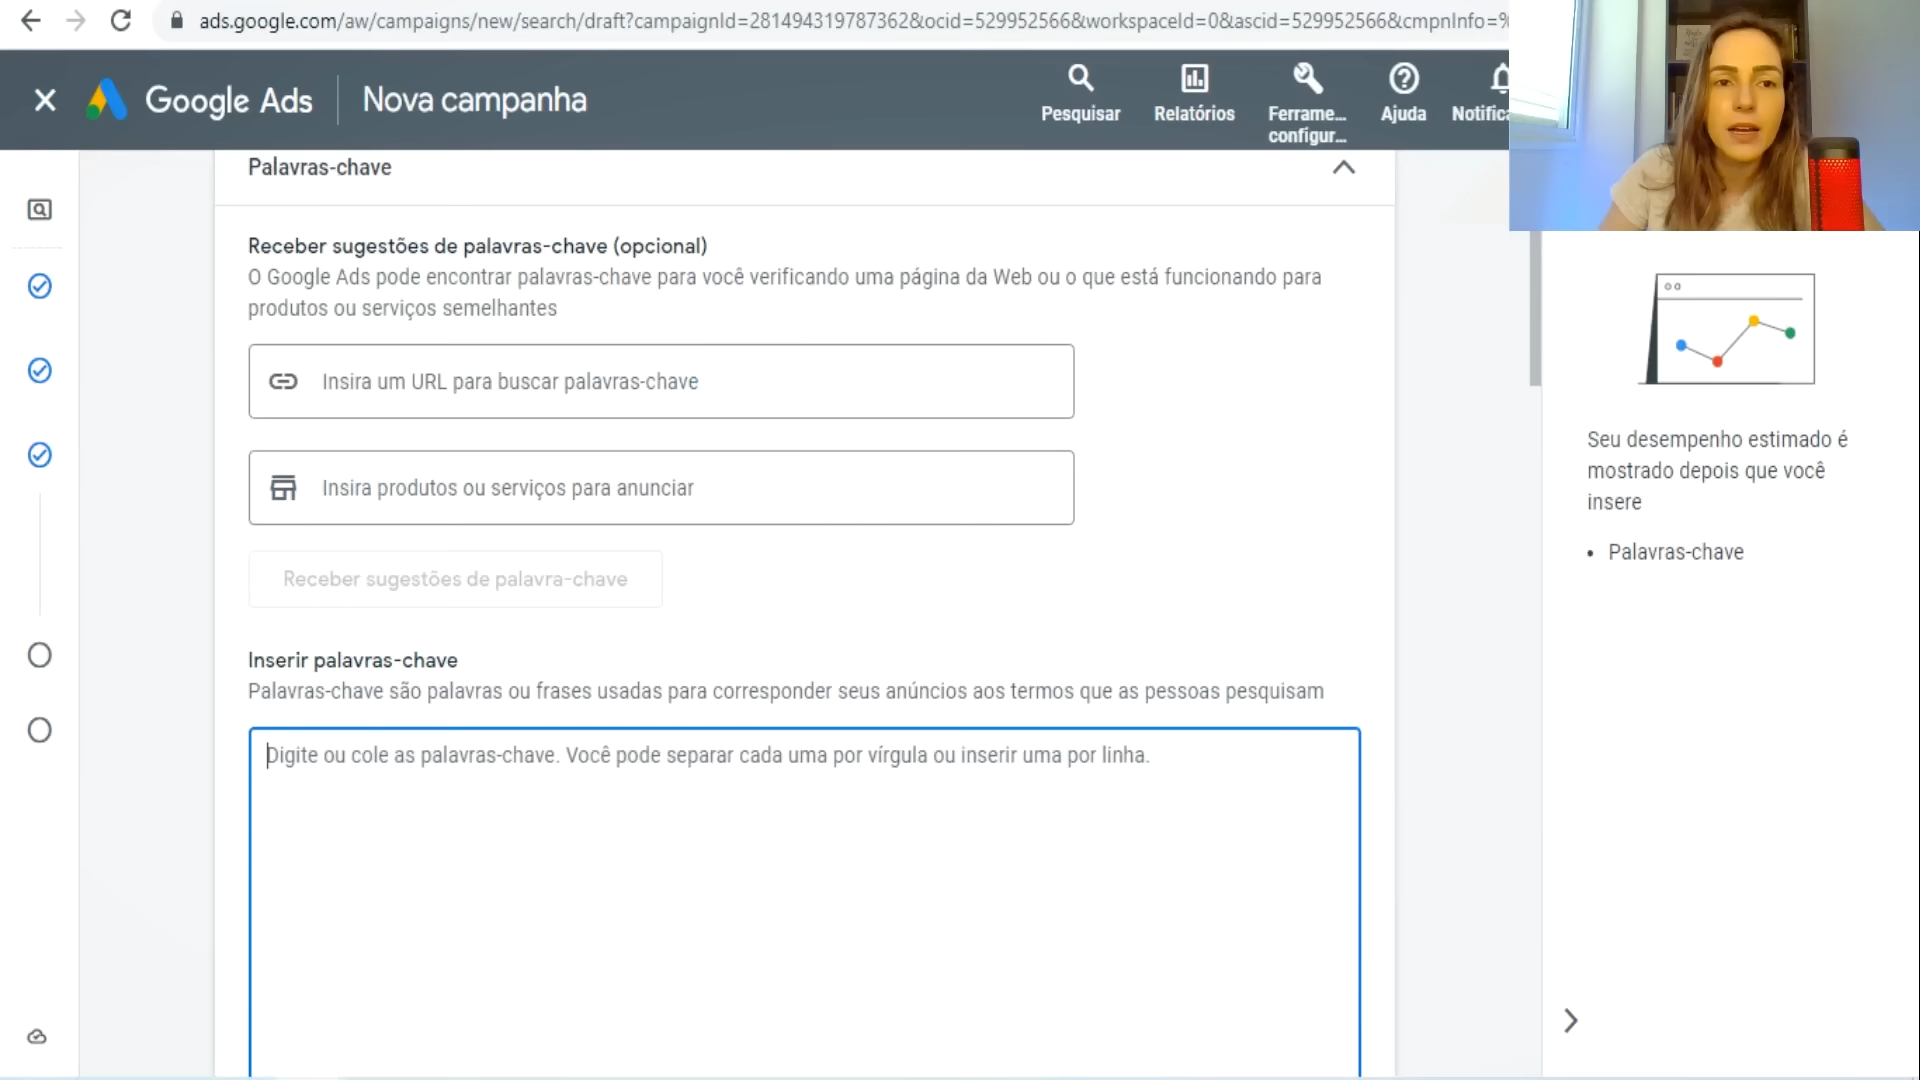 ads.google.com/aw/campaigns/new/search/draft?campaignId=281494319787362&ocid=529952566&workspaceId=0&ascid=529952566&cmpnInfo=%
Google Ads
Nova campanha
Pesquisar
Relatórios
Ferrame...
configur...
Ajuda
Notifica
Palavras-chave
Receber sugestões de palavras-chave (opcional)
O Google Ads pode encontrar palavras-chave para você verificando uma página da Web ou o que está funcionando para
produtos ou serviços semelhantes
Insira um URL para buscar palavras-chave
Insira produtos ou serviços para anunciar
Receber sugestões de palavra-chave
Inserir palavras-chave
Palavras-chave são palavras ou frases usadas para corresponder seus anúncios aos termos que as pessoas pesquisam
Digite ou cole as palavras-chave. Você pode separar cada uma por vírgula ou inserir uma por linha.
Seu desempenho estimado é
mostrado depois que você
insere
• Palavras-chave